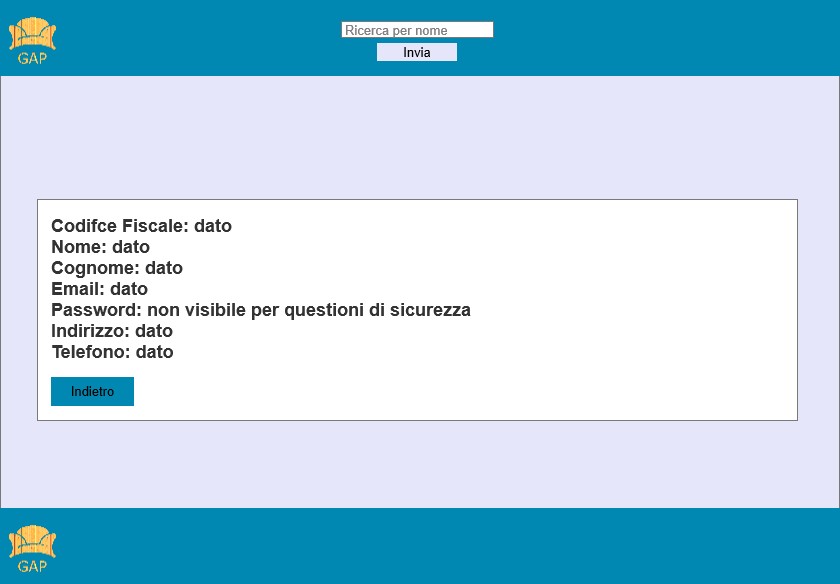 GAP
Ricerca per nome
Invia
Codifce Fiscale: dato
Nome: dato
Cognome: dato
Email: dato
Password: non visibile per questioni di sicurezza
Indirizzo: dato
Telefono: dato
Indietro
GAP